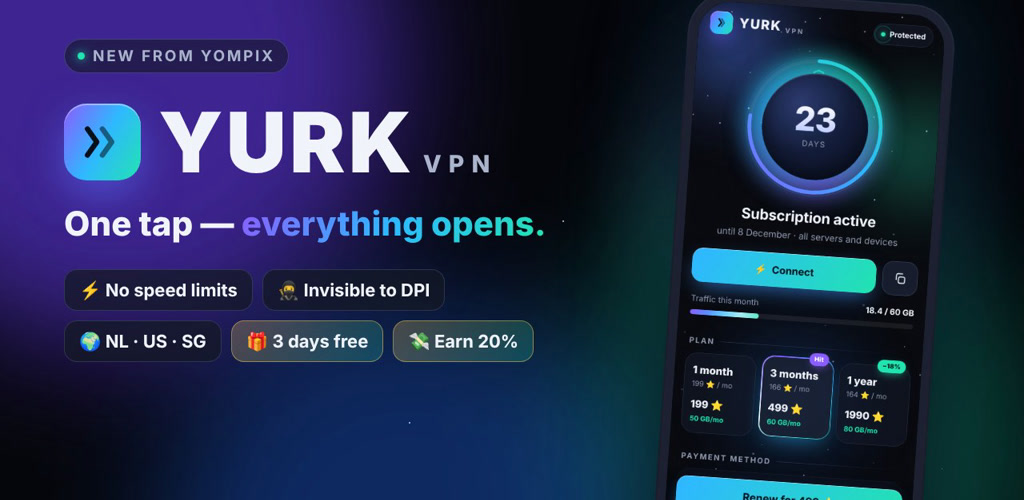 NEW FROM YOMPIX
YURK VPN
One tap — everything opens.
⚡ No speed limits
🥷 Invisible to DPI
🌍 NL · US · SG
🎁 3 days free
💸 Earn 20%
YURK VPN
Protected
23
DAYS
Subscription active
until 8 December · all servers and devices
⚡ Connect
Traffic this month
18.4 / 60 GB
PLAN
1 month
199 ⭐ / mo
199 ⭐
50 GB/mo
Hit
3 months
166 ⭐ / mo
499 ⭐
60 GB/mo
−18%
1 year
164 ⭐ / mo
1990 ⭐
80 GB/mo
PAYMENT METHOD
Renew for 499